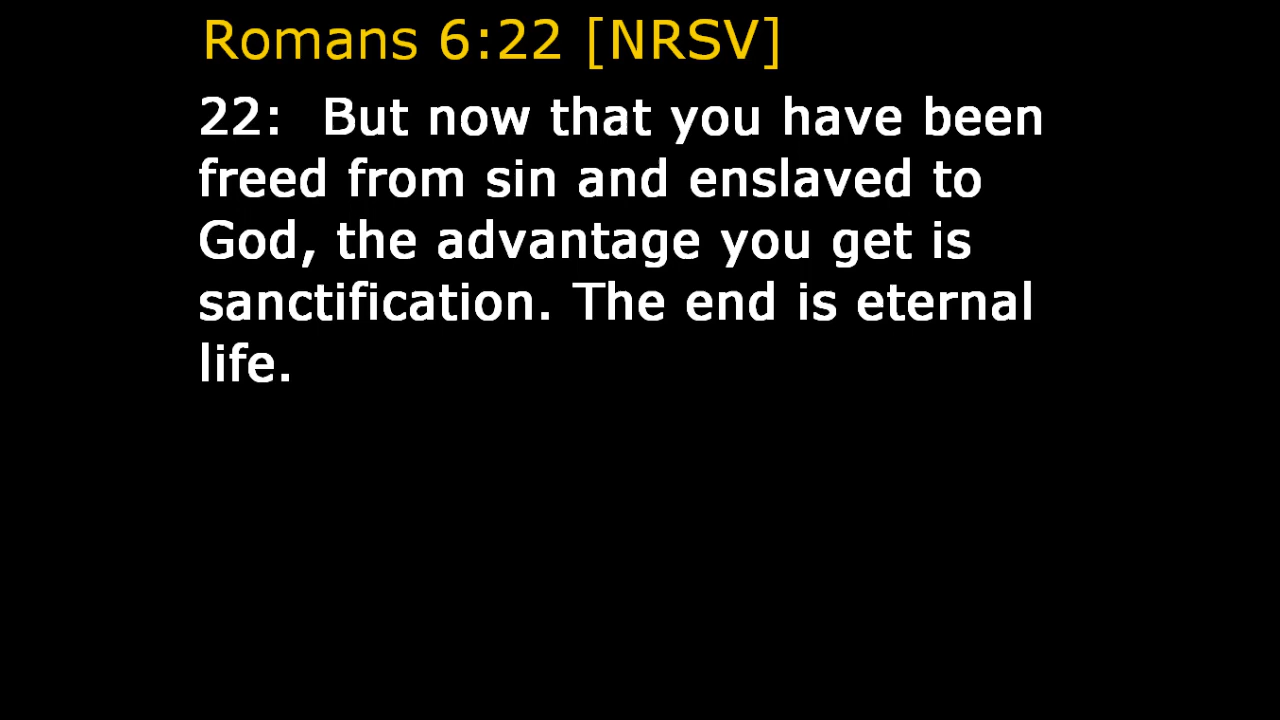 Romans 6:22 [NRSV]
22:  But now that you have been
freed from sin and enslaved to
God, the advantage you get is
sanctification. The end is eternal
life.